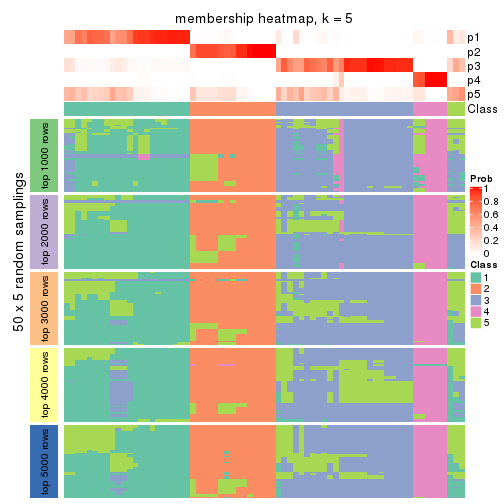 membership heatmap, k = 5
p1
p2
p3
p4
p5
Class
50 x 5 random samplings
top 1000 rows
top 2000 rows
top 3000 rows
top 4000 rows
top 5000 rows
Prob
1
0.8
0.6
0.4
0.2
0
Class
1
2
3
4
5